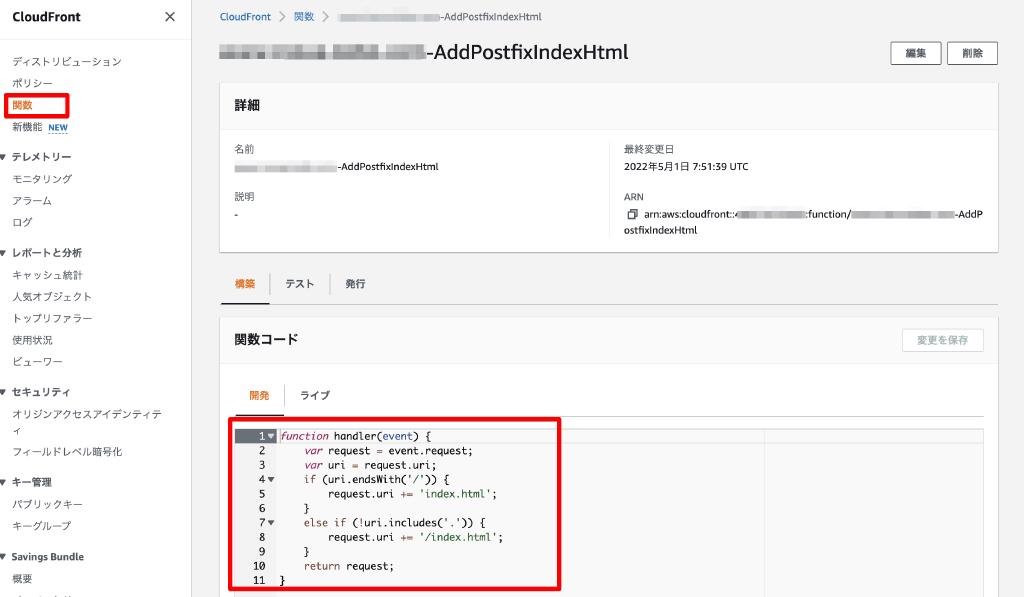 CloudFront
ディストリビューション
ポリシー
関数
新機能 NEW
テレメトリー
モニタリング
アラーム
ログ
レポートと分析
キャッシュ統計
人気オブジェクト
トップリファラー
使用状況
ビューワー
セキュリティ
オリジンアクセスアイデンティテ
ィ
フィールドレベル暗号化
キー管理
パブリックキー
キーグループ
Savings Bundle
概要
CloudFront > 関数 > -AddPostfixIndexHtml
-AddPostfixIndexHtml
編集 削除
詳細
名前
-AddPostfixIndexHtml
説明
-
最終変更日
2022年5月1日 7:51:39 UTC
ARN
arn:aws:cloudfront:: :function/ -AddP
ostfixIndexHtml
構築 テスト 発行
関数コード
変更を保存
開発 ライブ
1 function handler(event) {
2 var request = event.request;
3 var uri = request.uri;
4 if (uri.endsWith('/')) {
5 request.uri += 'index.html';
6 }
7 else if (!uri.includes('.')) {
8 request.uri += '/index.html';
9 }
10 return request;
11 }